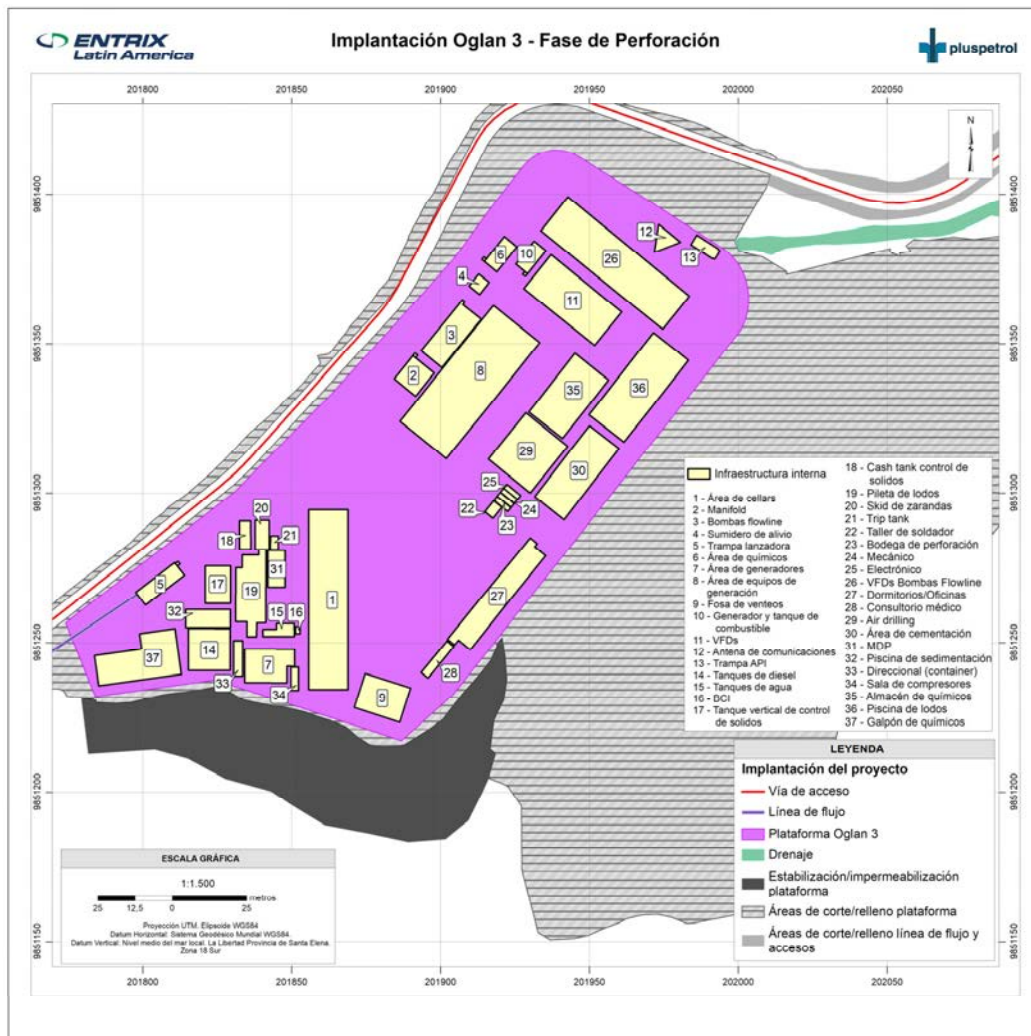 ENTRIX
Latin America
Implantación Oglan 3 - Fase de Perforación
pluspetrol
201800 201850 201900 201950 202000 202050
N
9851400 9851400
9851350 9851350
9851300 9851300
9851250 9851250
9851200 9851200
9851150 9851150
12
13
6
10
26
4
11
3
8
2
35
36
29
30
25
24
22
23
20
18
21
31
5
17
19
1
27
32
15
16
37
14
28
33
7
34
9
Infraestructura interna
1 - Área de cellars
2 - Manifold
3 - Bombas flowline
4 - Sumidero de alivio
5 - Trampa lanzadora
6 - Área de químicos
7 - Área de generadores
8 - Área de equipos de
generación
9 - Fosa de venteos
10 - Generador y tanque de
combustible
11 - VFDs
12 - Antena de comunicaciones
13 - Trampa API
14 - Tanques de diesel
15 - Tanques de agua
16 - BCI
17 - Tanque vertical de control
de solidos
18 - Cash tank control de
solidos
19 - Pileta de lodos
20 - Skid de zarandas
21 - Trip tank
22 - Taller de soldador
23 - Bodega de perforación
24 - Mecánico
25 - Electrónico
26 - VFDs Bombas Flowline
27 - Dormitorios/Oficinas
28 - Consultorio médico
29 - Air drilling
30 - Área de cementación
31 - MDP
32 - Piscina de sedimentación
33 - Direccional (container)
34 - Sala de compresores
35 - Almacén de químicos
36 - Piscina de lodos
37 - Galpón de químicos
LEYENDA
Implantación del proyecto
Vía de acceso
Línea de flujo
Plataforma Oglan 3
Drenaje
Estabilización/impermeabilización
plataforma
Áreas de corte/relleno plataforma
Áreas de corte/relleno línea de flujo y
accesos
ESCALA GRÁFICA
1:1.500
metros
25 12,5 0 25
Proyección UTM. Elipsoide WGS84
Datum Horizontal: Sistema Geodésico Mundial WGS84.
Datum Vertical: Nivel medio del mar local. La Libertad Provincia de Santa Elena.
Zona 18 Sur
201800 201850 201900 201950 202000 202050